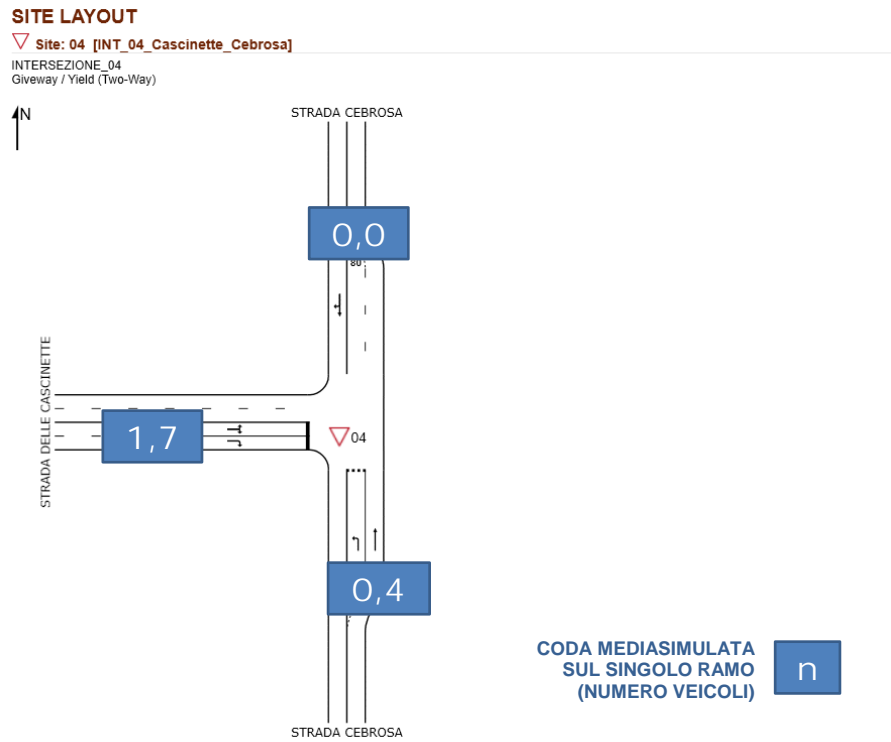 SITE LAYOUT
Site: 04 [INT_04_Cascinette_Cebrosa]
INTERSEZIONE_04
Giveway / Yield (Two-Way)
N
STRADA CEBROSA
0,0
80
STRADA DELLE CASCINETTE
1,7
04
0,4
CODA MEDIASIMULATA
SUL SINGOLO RAMO
(NUMERO VEICOLI)
n
STRADA CEBROSA